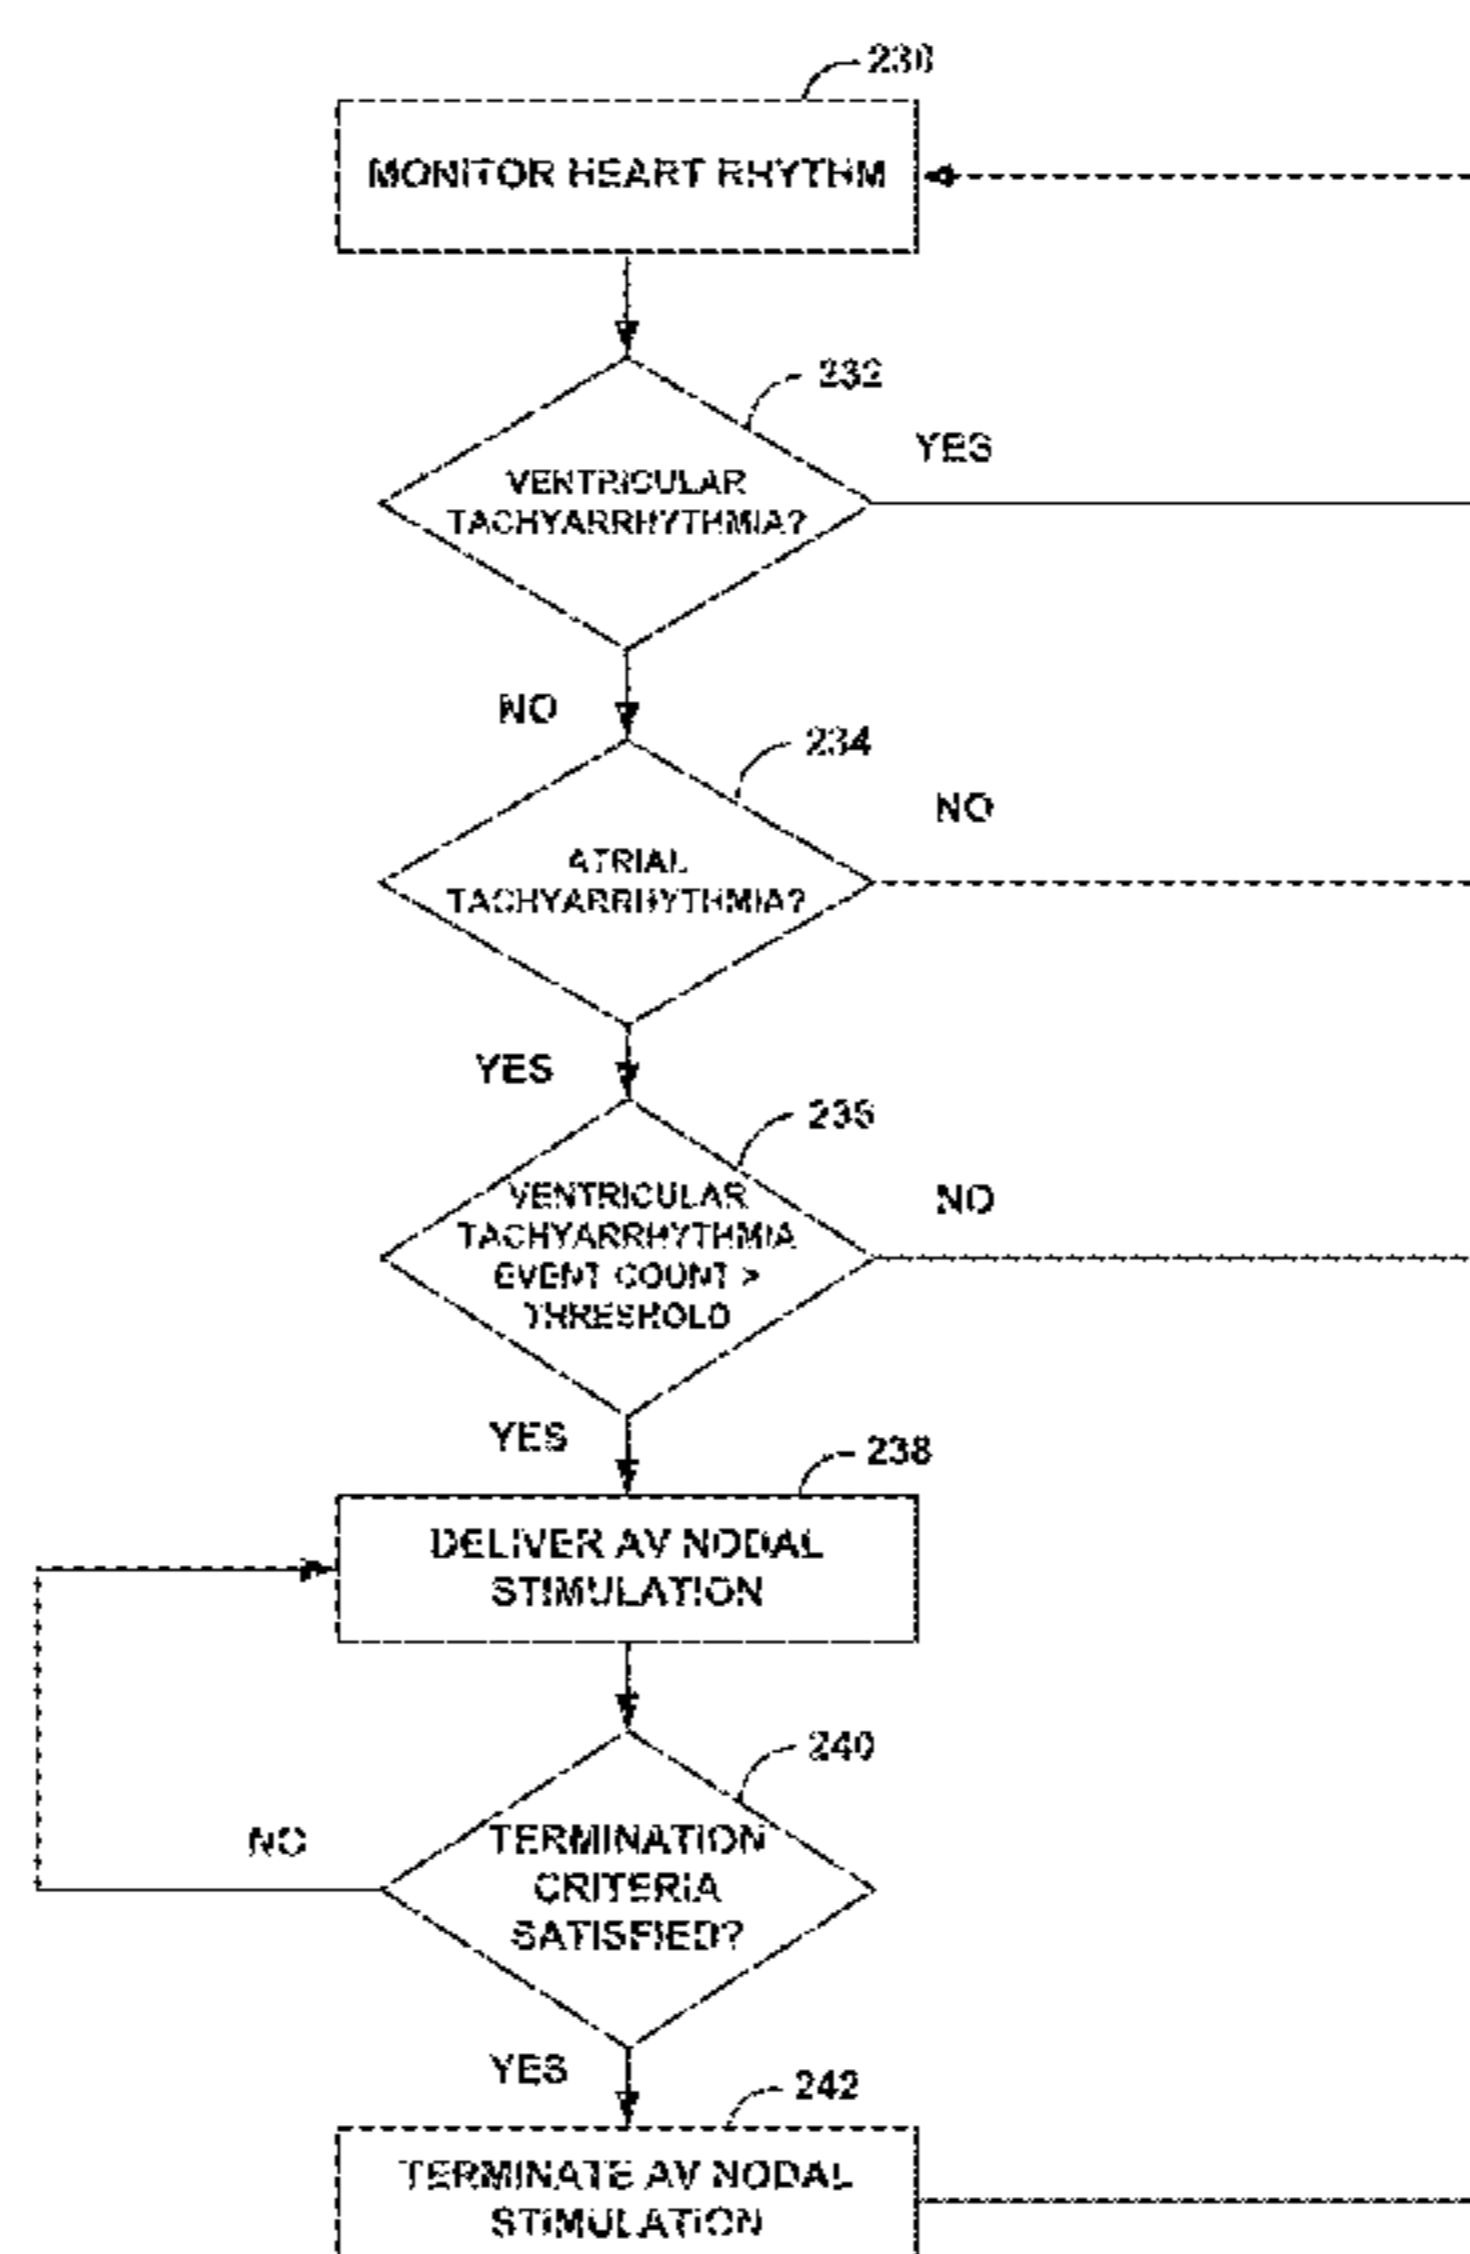 230
MONITOR HEART RHYTHM
232
YES
VENTRICULAR
TACHYARRHYTHMIA?
NO
234
NO
ATRIAL
TACHYARRHYTHMIA?
YES
236
NO
VENTRICULAR
TACHYARRHYTHMIA
EVENT COUNT >
THRESHOLD
YES
238
DELIVER AV NODAL
STIMULATION
240
NO
TERMINATION
CRITERIA
SATISFIED?
YES
242
TERMINATE AV NODAL
STIMULATION